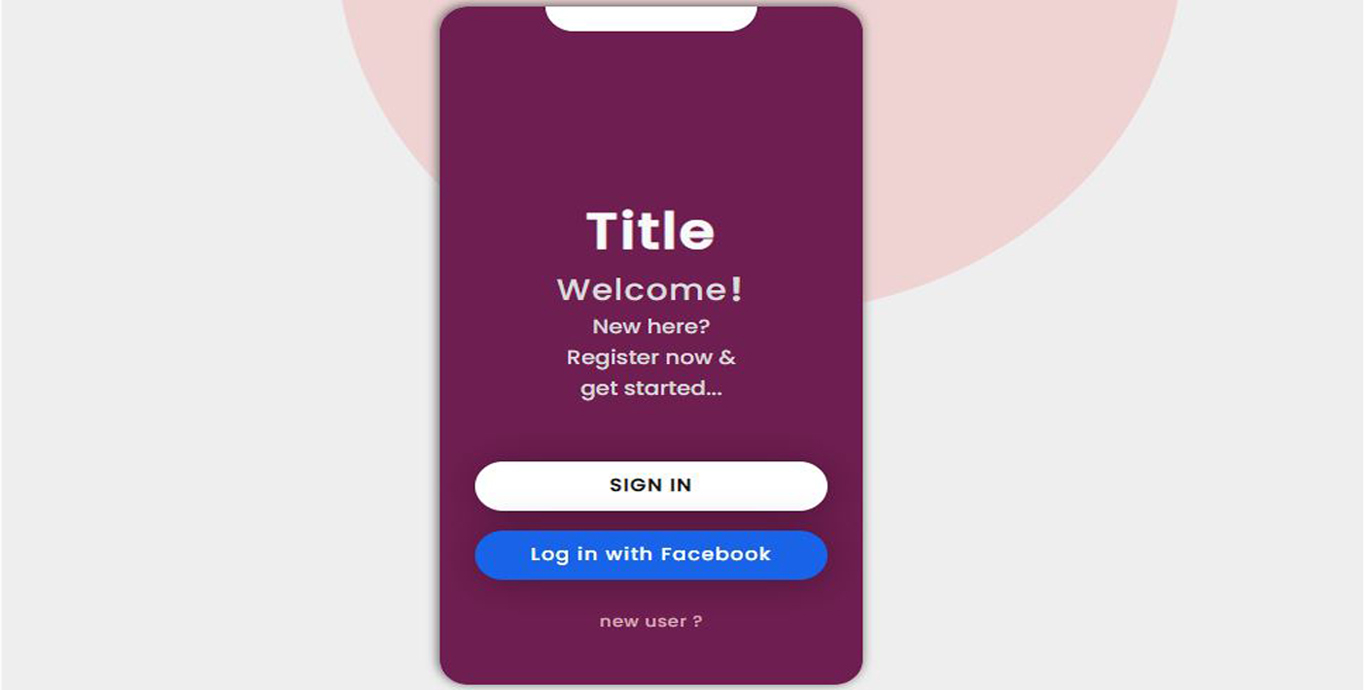 Title
Welcome!
New here?
Register now &
get started...
SIGN IN
Log in with Facebook
new user ?